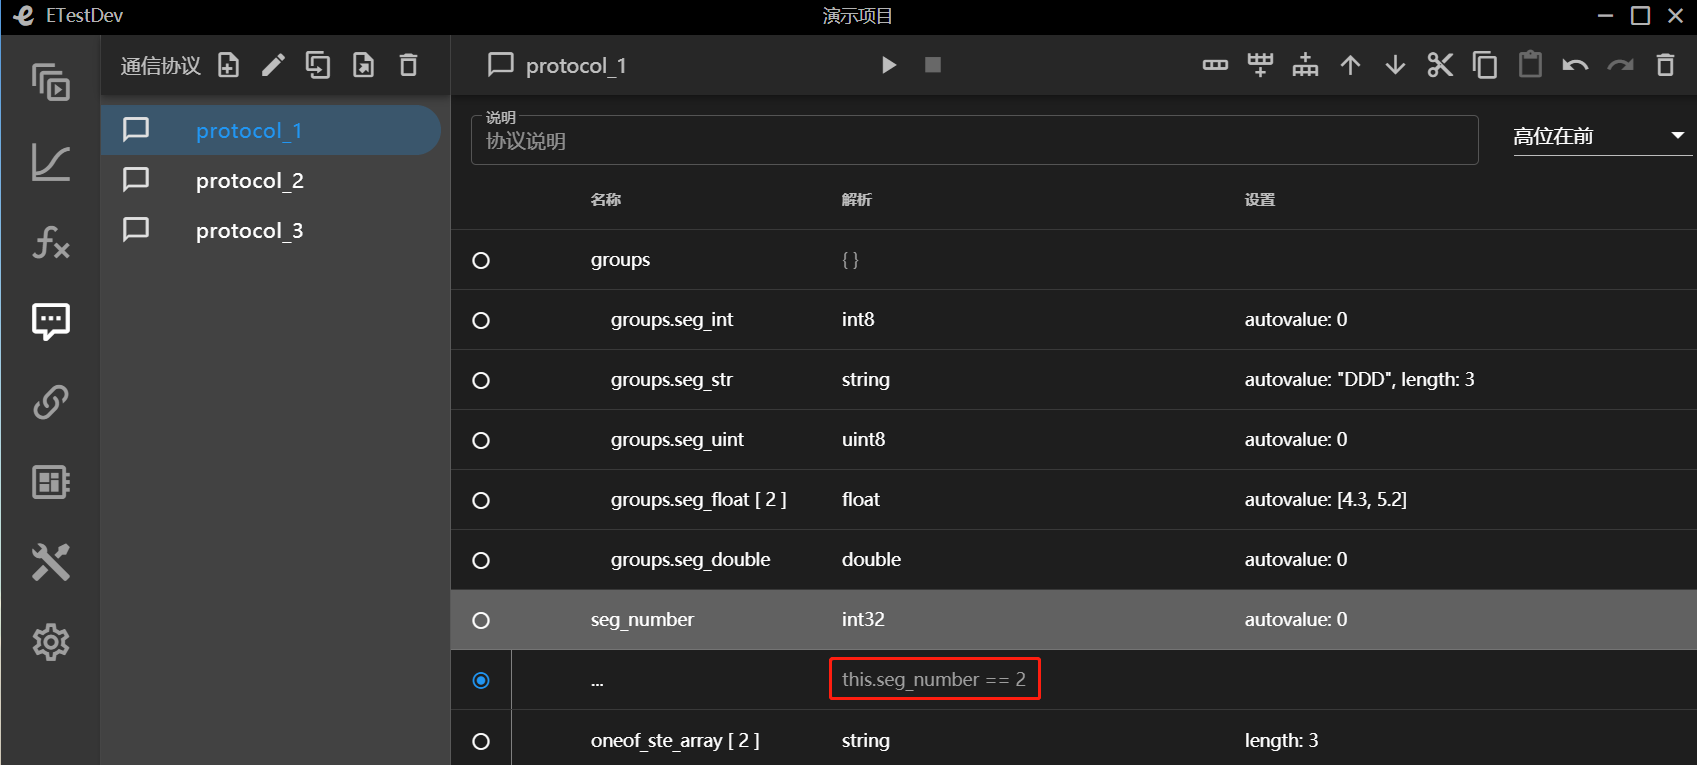 ETestDev
演示项目
通信协议
protocol_1
protocol_1
protocol_2
protocol_3
说明
协议说明
高位在前
名称 解析 设置
groups { }
groups.seg_int int8 autovalue: 0
groups.seg_str string autovalue: "DDD", length: 3
groups.seg_uint uint8 autovalue: 0
groups.seg_float [ 2 ] float autovalue: [4.3, 5.2]
groups.seg_double double autovalue: 0
seg_number int32 autovalue: 0
... this.seg_number == 2
oneof_ste_array [ 2 ] string length: 3